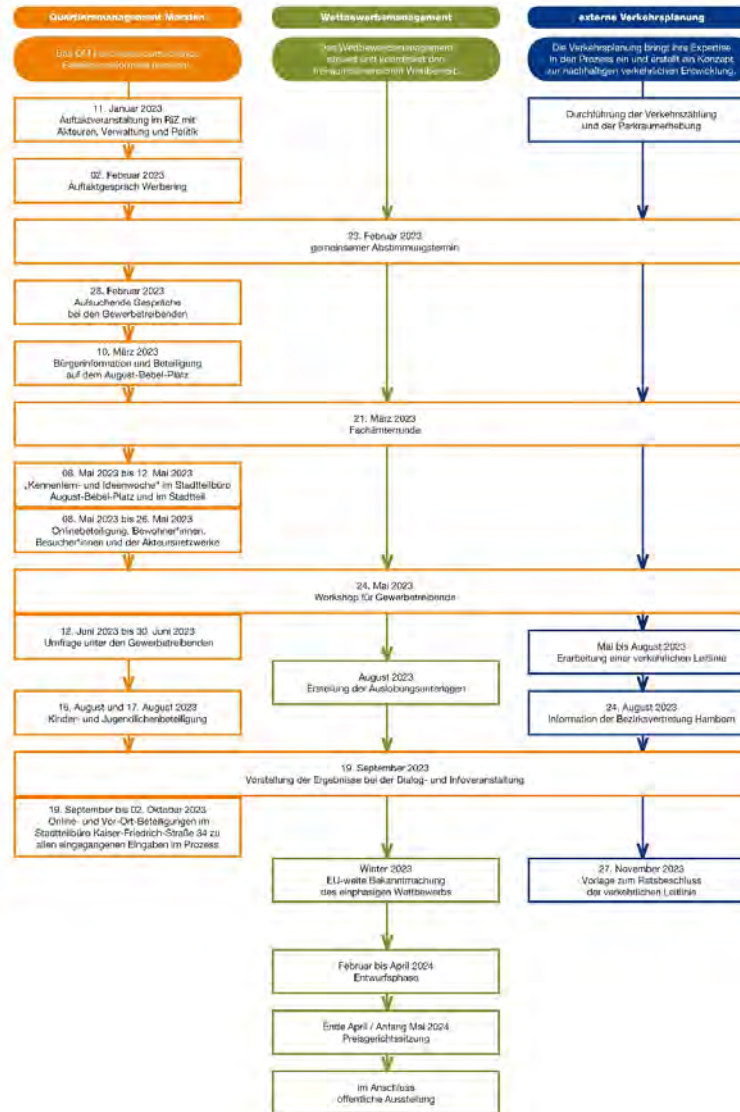 Quartiermanagement Marxloh
Wettbewerbsmanagement
externe Verkehrsplanung
Das Wettbewerbsmanagement
steuert und koordiniert den
freiraumplanerischen Wettbewerb.
Die Verkehrsplanung bringt ihre Expertise
in den Prozess ein und erstellt ein Konzept
zur nachhaltigen verkehrlichen Entwicklung.
11. Januar 2023
Auftaktveranstaltung im RiZ mit
Akteuren, Verwaltung und Politik
Durchführung der Verkehrszählung
und der Parkraumerhebung
02. Februar 2023
Auftaktgespräch Werbering
23. Februar 2023
gemeinsamer Abstimmungstermin
28. Februar 2023
Aufsuchende Gespräche
bei den Gewerbetreibenden
10. März 2023
Bürgerinformation und Beteiligung
auf dem August-Bebel-Platz
21. März 2023
Fachämterrunde
08. Mai 2023 bis 12. Mai 2023
„Kennenlern- und Ideenwoche“ im Stadtteilbüro
August-Bebel-Platz und im Stadtteil
08. Mai 2023 bis 26. Mai 2023
Onlinebeteiligung, Bewohner*innen,
Besucher*innen und der Akteursnetzwerke
24. Mai 2023
Workshop für Gewerbetreibende
12. Juni 2023 bis 30. Juni 2023
Umfrage unter den Gewerbetreibenden
Mai bis August 2023
Erarbeitung einer verkehrlichen Leitlinie
August 2023
Erstellung der Auslobungsunterlagen
16. August und 17. August 2023
Kinder- und Jugendlichenbeteiligung
24. August 2023
Information der Bezirksvertretung Hamborn
19. September 2023
Vorstellung der Ergebnisse bei der Dialog- und Infoveranstaltung
19. September bis 02. Oktober 2023
Online- und Vor-Ort-Beteiligungen im
Stadtteilbüro Kaiser-Friedrich-Straße 34 zu
allen eingegangenen Eingaben im Prozess
Winter 2023
EU-weite Bekanntmachung
des einphasigen Wettbewerbs
27. November 2023
Vorlage zum Ratsbeschluss
der verkehrlichen Leitlinie
Februar bis April 2024
Entwurfsphase
Ende April / Anfang Mai 2024
Preisgerichtssitzung
im Anschluss
öffentliche Ausstellung